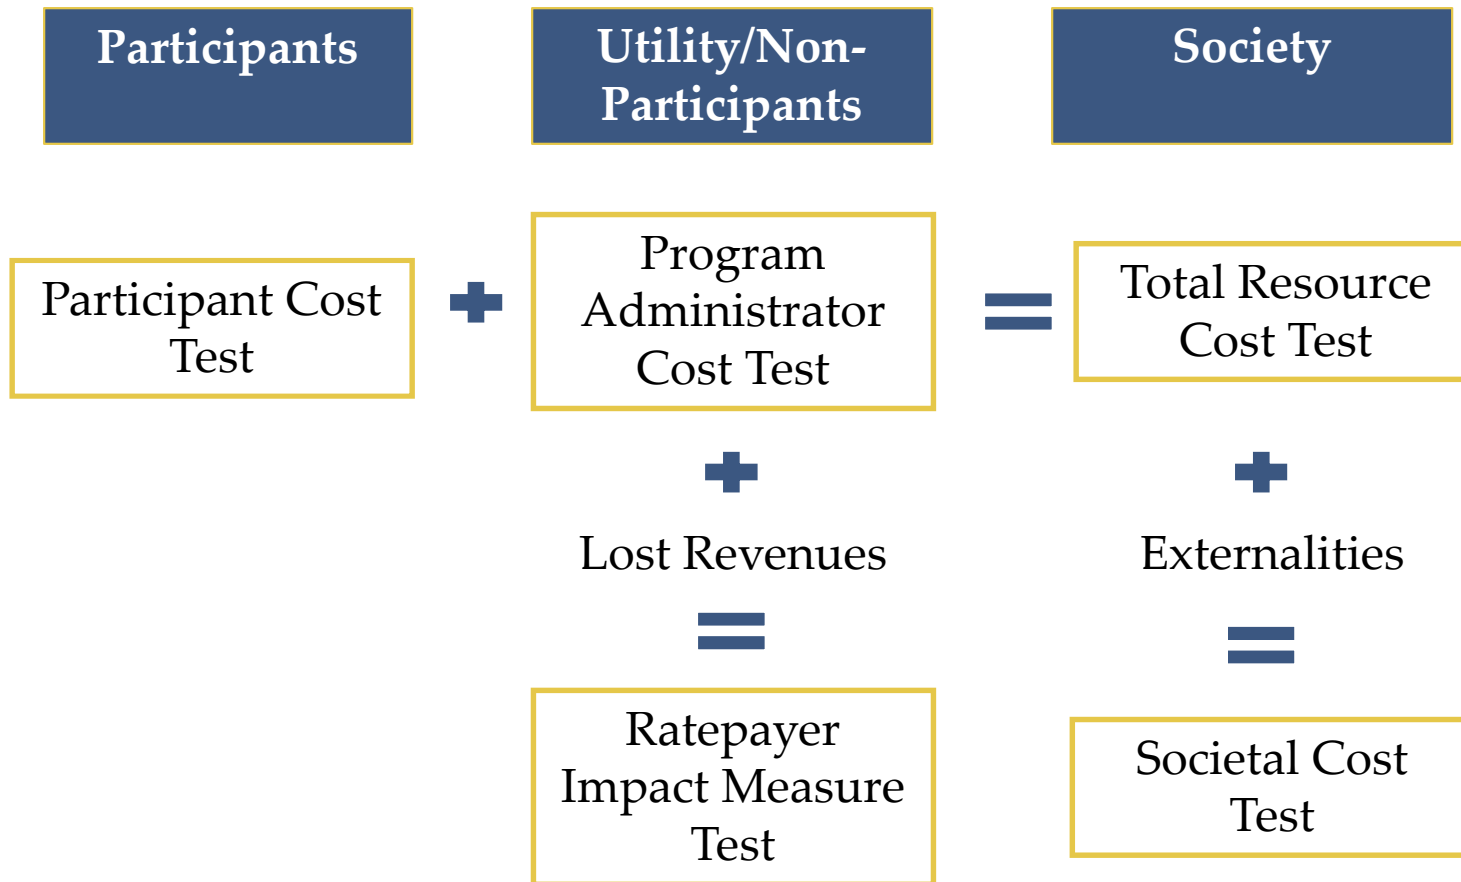 Participants
Utility/Non-
Participants
Society
Participant Cost
Test
Program
Administrator
Cost Test
Total Resource
Cost Test
Lost Revenues
Externalities
Ratepayer
Impact Measure
Test
Societal Cost
Test